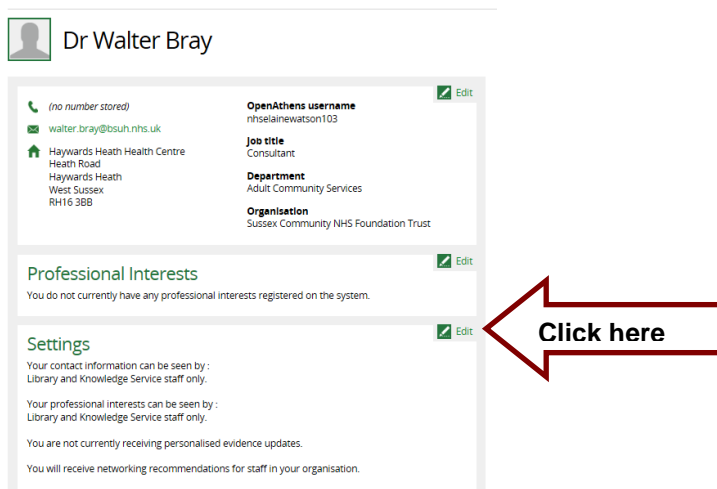 Dr Walter Bray
Edit
(no number stored)
walter.bray@bsuh.nhs.uk
Haywards Heath Health Centre
Heath Road
Haywards Heath
West Sussex
RH16 3BB
OpenAthens username
nhselainewatson103
Job title
Consultant
Department
Adult Community Services
Organisation
Sussex Community NHS Foundation Trust
Edit
Professional Interests
You do not currently have any professional interests registered on the system.
Edit
Click here
Settings
Your contact information can be seen by :
Library and Knowledge Service staff only.
Your professional interests can be seen by :
Library and Knowledge Service staff only.
You are not currently receiving personalised evidence updates.
You will receive networking recommendations for staff in your organisation.